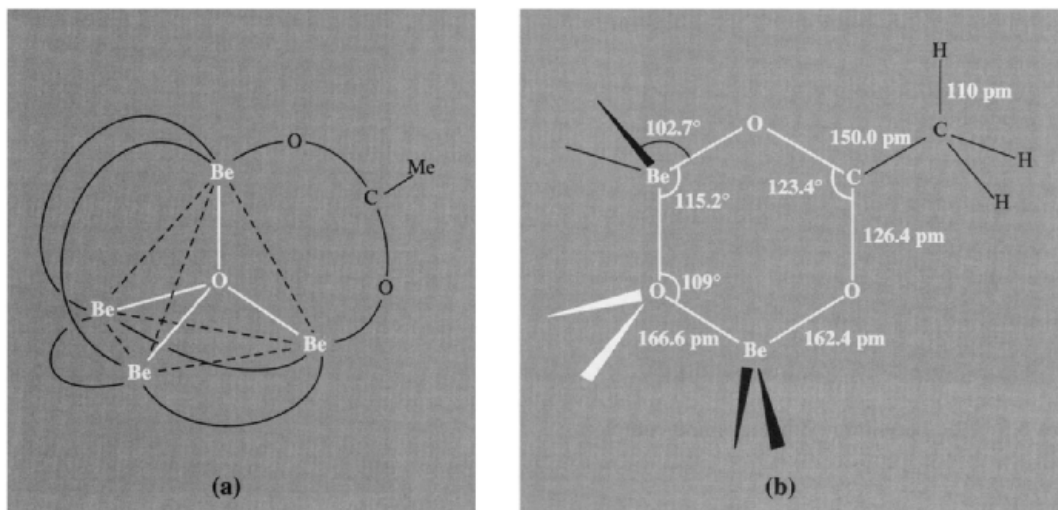 O
Be
Me
C
O
O
Be
Be
Be
(a)
H
110 pm
102.7°
O
150.0 pm
C
H
Be
C
115.2°
123.4°
H
126.4 pm
109°
O
O
166.6 pm
162.4 pm
Be
(b)